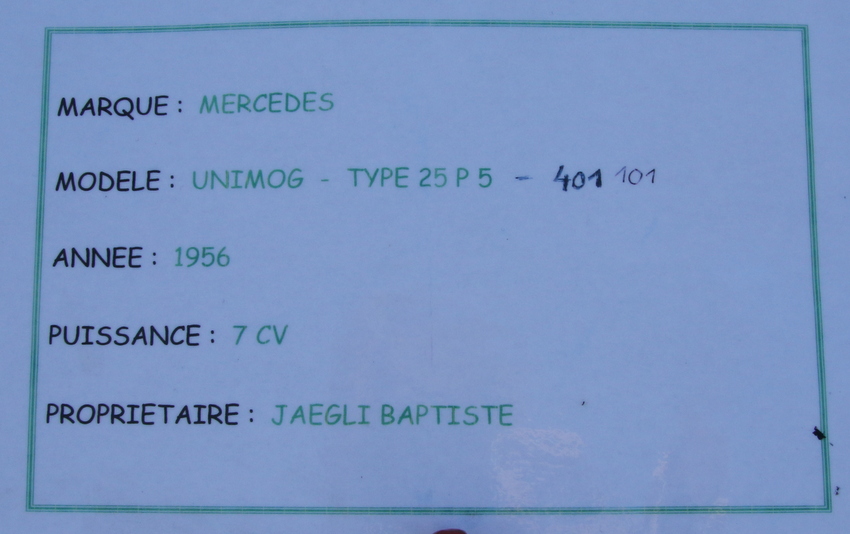 MARQUE : MERCEDES
MODELE : UNIMOG - TYPE 25 P 5 - 401 101
ANNEE : 1956
PUISSANCE : 7 CV
PROPRIETAIRE : JAEGLI BAPTISTE